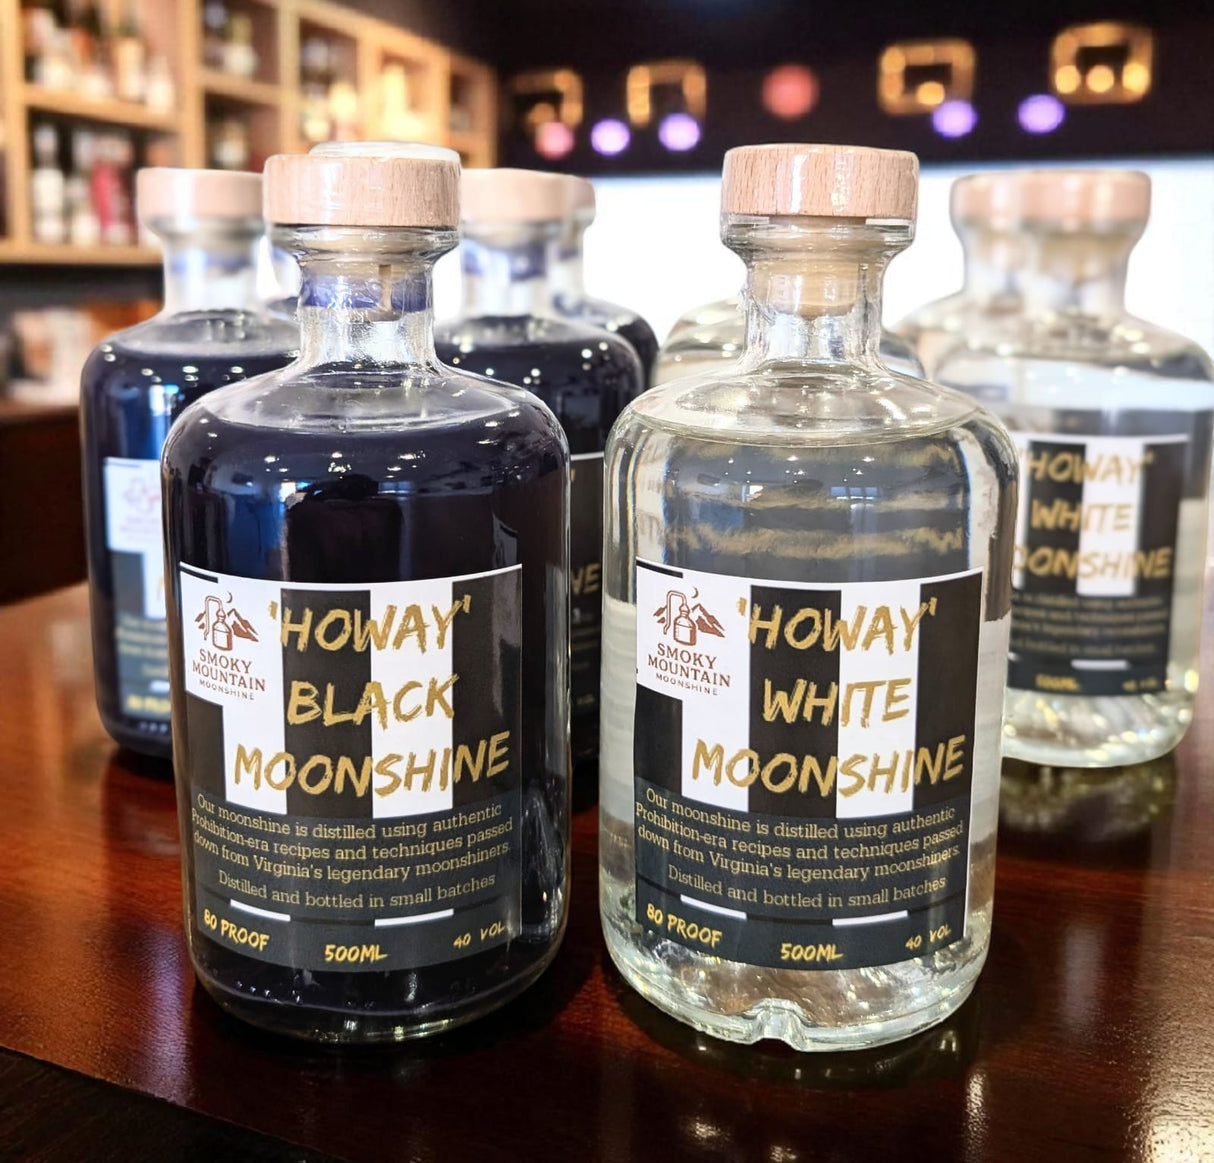 SMOKY
MOUNTAIN
MOONSHINE
'HOWAY'
BLACK
MOONSHINE
Our moonshine is distilled using authentic
Prohibition-era recipes and techniques passed
down from Virginia's legendary moonshiners.
Distilled and bottled in small batches
80 PROOF
500ML
40 VOL
SMOKY
MOUNTAIN
MOONSHINE
'HOWAY'
WHITE
MOONSHINE
Our moonshine is distilled using authentic
Prohibition-era recipes and techniques passed
down from Virginia's legendary moonshiners.
Distilled and bottled in small batches
80 PROOF
500ML
40 VOL
'HOWAY'
WHITE
OONSHINE